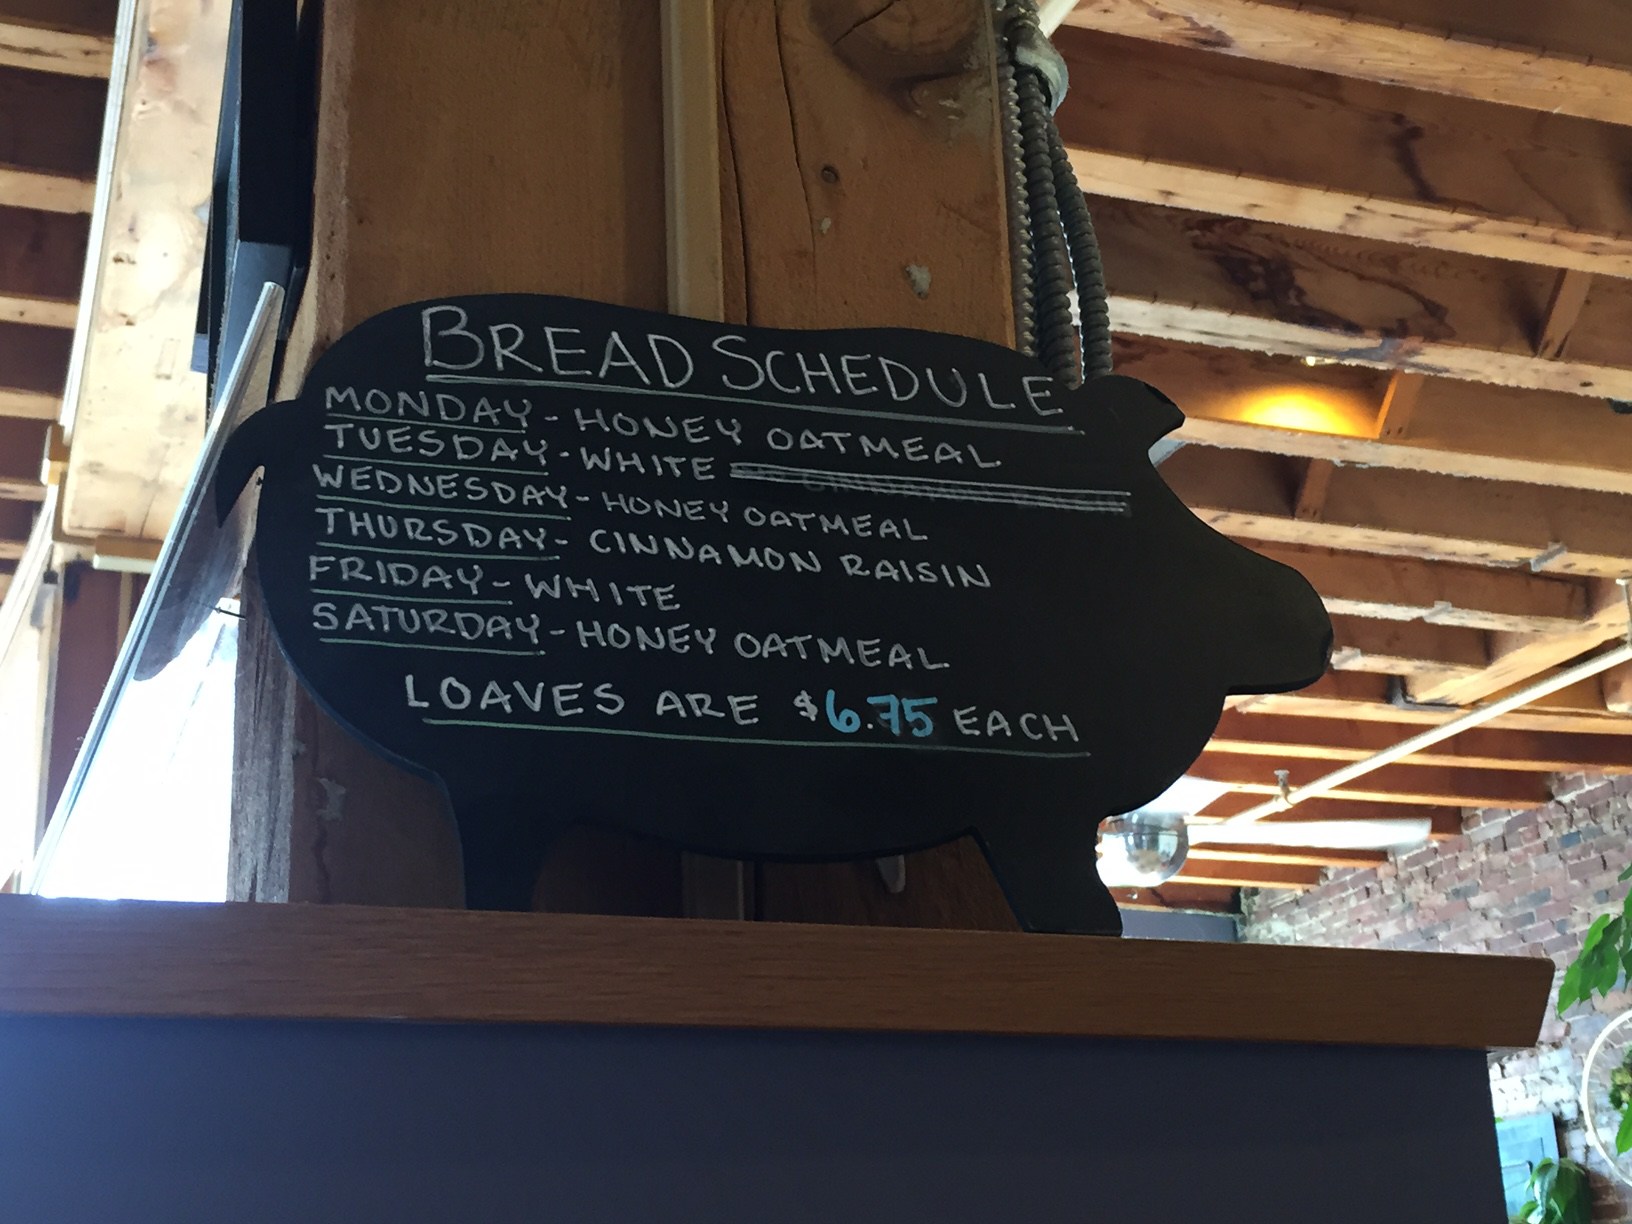 BREAD SCHEDULE
MONDAY - HONEY OATMEAL
TUESDAY - WHITE
WEDNESDAY - HONEY OATMEAL
THURSDAY - CINNAMON RAISIN
FRIDAY - WHITE
SATURDAY - HONEY OATMEAL
LOAVES ARE $6.75 EACH